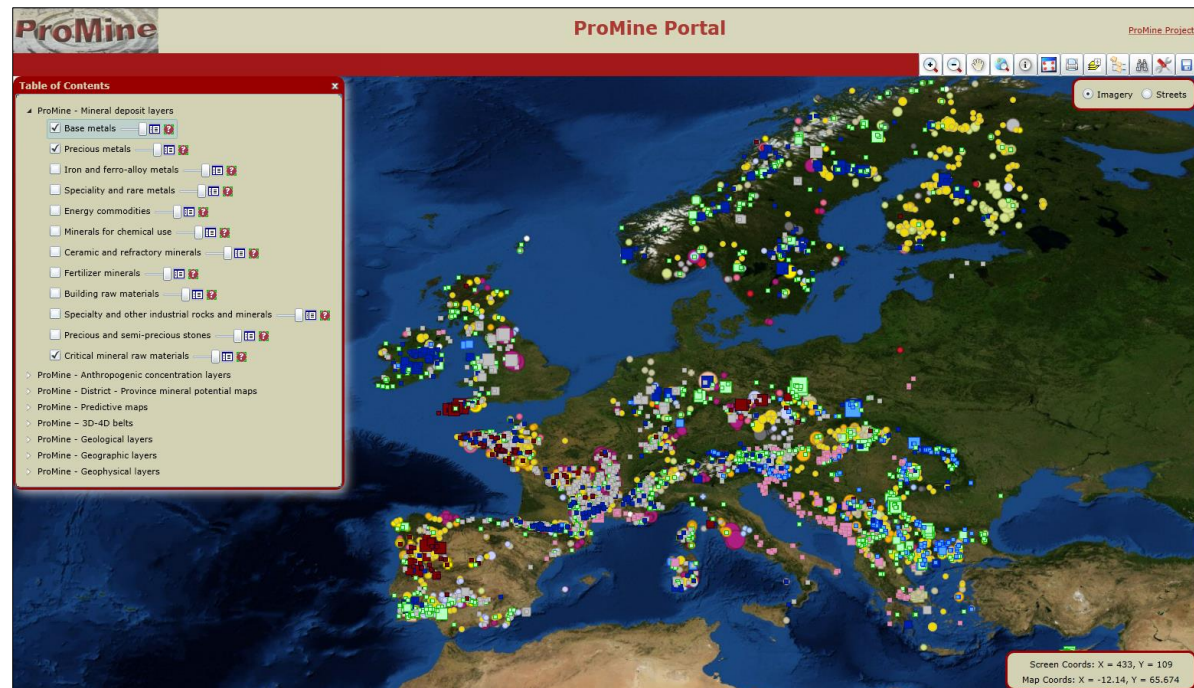 ProMine
ProMine Portal
ProMine Project
Table of Contents
x
Imagery Streets
ProMine - Mineral deposit layers
Base metals
Precious metals
Iron and ferro-alloy metals
Speciality and rare metals
Energy commodities
Minerals for chemical use
Ceramic and refractory minerals
Fertilizer minerals
Building raw materials
Specialty and other industrial rocks and minerals
Precious and semi-precious stones
Critical mineral raw materials
ProMine - Anthropogenic concentration layers
ProMine - District - Province mineral potential maps
ProMine - Predictive maps
ProMine – 3D-4D belts
ProMine - Geological layers
ProMine - Geographic layers
ProMine - Geophysical layers
Screen Coords: X = 433, Y = 109
Map Coords: X = -12.14, Y = 65.674